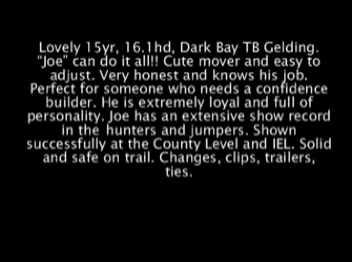 Lovely 15yr, 16.1hd, Dark Bay TB Gelding.
"Joe" can do it all!! Cute mover and easy to
adjust. Very honest and knows his job.
Perfect for someone who needs a confidence
builder. He is extremely loyal and full of
personality. Joe has an extensive show record
in the hunters and jumpers. Shown
successfully at the County Level and IEL. Solid
and safe on trail. Changes, clips, trailers,
ties.